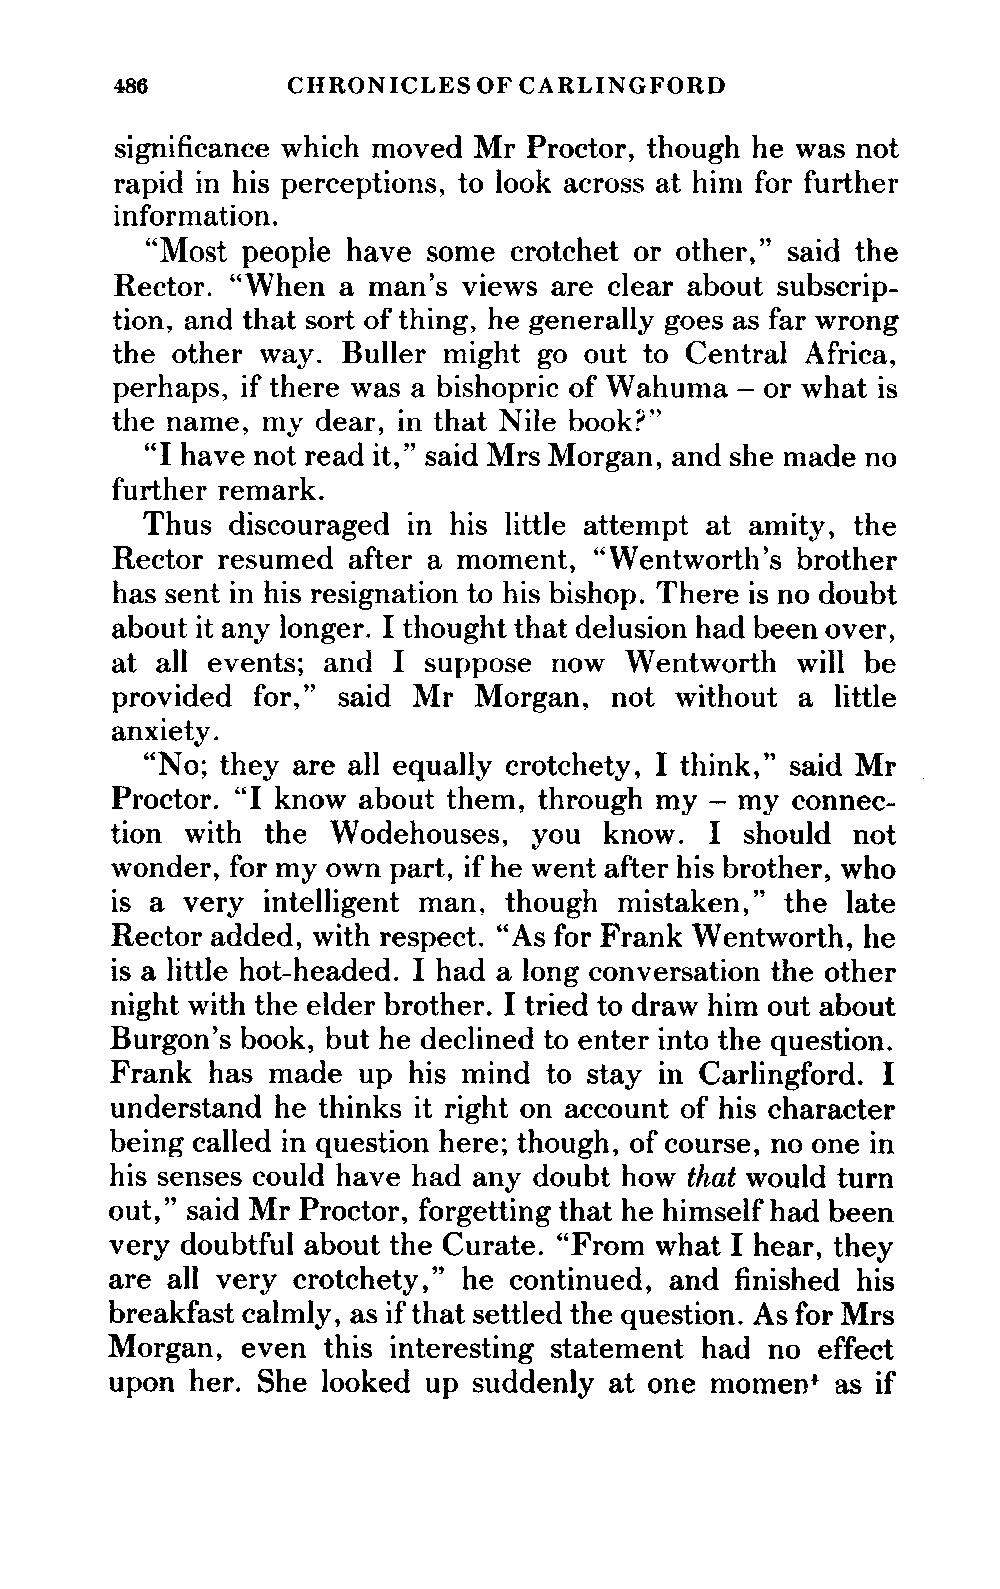 486 CHRONICLES OF CARLINGFORD
significance which moved Mr Proctor, though he was not
rapid in his perceptions, to look across at him for further
information.
“Most people have some crotchet or other,” said the
Rector. “When a man’s views are clear about subscrip-
tion, and that sort of thing, he generally goes as far wrong
the other way. Buller might go out to Central Africa,
perhaps, if there was a bishopric of Wahuma – or what is
the name, my dear, in that Nile book?”
“I have not read it,” said Mrs Morgan, and she made no
further remark.
Thus discouraged in his little attempt at amity, the
Rector resumed after a moment, “Wentworth’s brother
has sent in his resignation to his bishop. There is no doubt
about it any longer. I thought that delusion had been over,
at all events; and I suppose now Wentworth will be
provided for,” said Mr Morgan, not without a little
anxiety.
“No; they are all equally crotchety, I think,” said Mr
Proctor. “I know about them, through my – my connec-
tion with the Wodehouses, you know. I should not
wonder, for my own part, if he went after his brother, who
is a very intelligent man, though mistaken,” the late
Rector added, with respect. “As for Frank Wentworth, he
is a little hot-headed. I had a long conversation the other
night with the elder brother. I tried to draw him out about
Burgon’s book, but he declined to enter into the question.
Frank has made up his mind to stay in Carlingford. I
understand he thinks it right on account of his character
being called in question here; though, of course, no one in
his senses could have had any doubt how that would turn
out,” said Mr Proctor, forgetting that he himself had been
very doubtful about the Curate. “From what I hear, they
are all very crotchety,” he continued, and finished his
breakfast calmly, as if that settled the question. As for Mrs
Morgan, even this interesting statement had no effect
upon her. She looked up suddenly at one moment as if